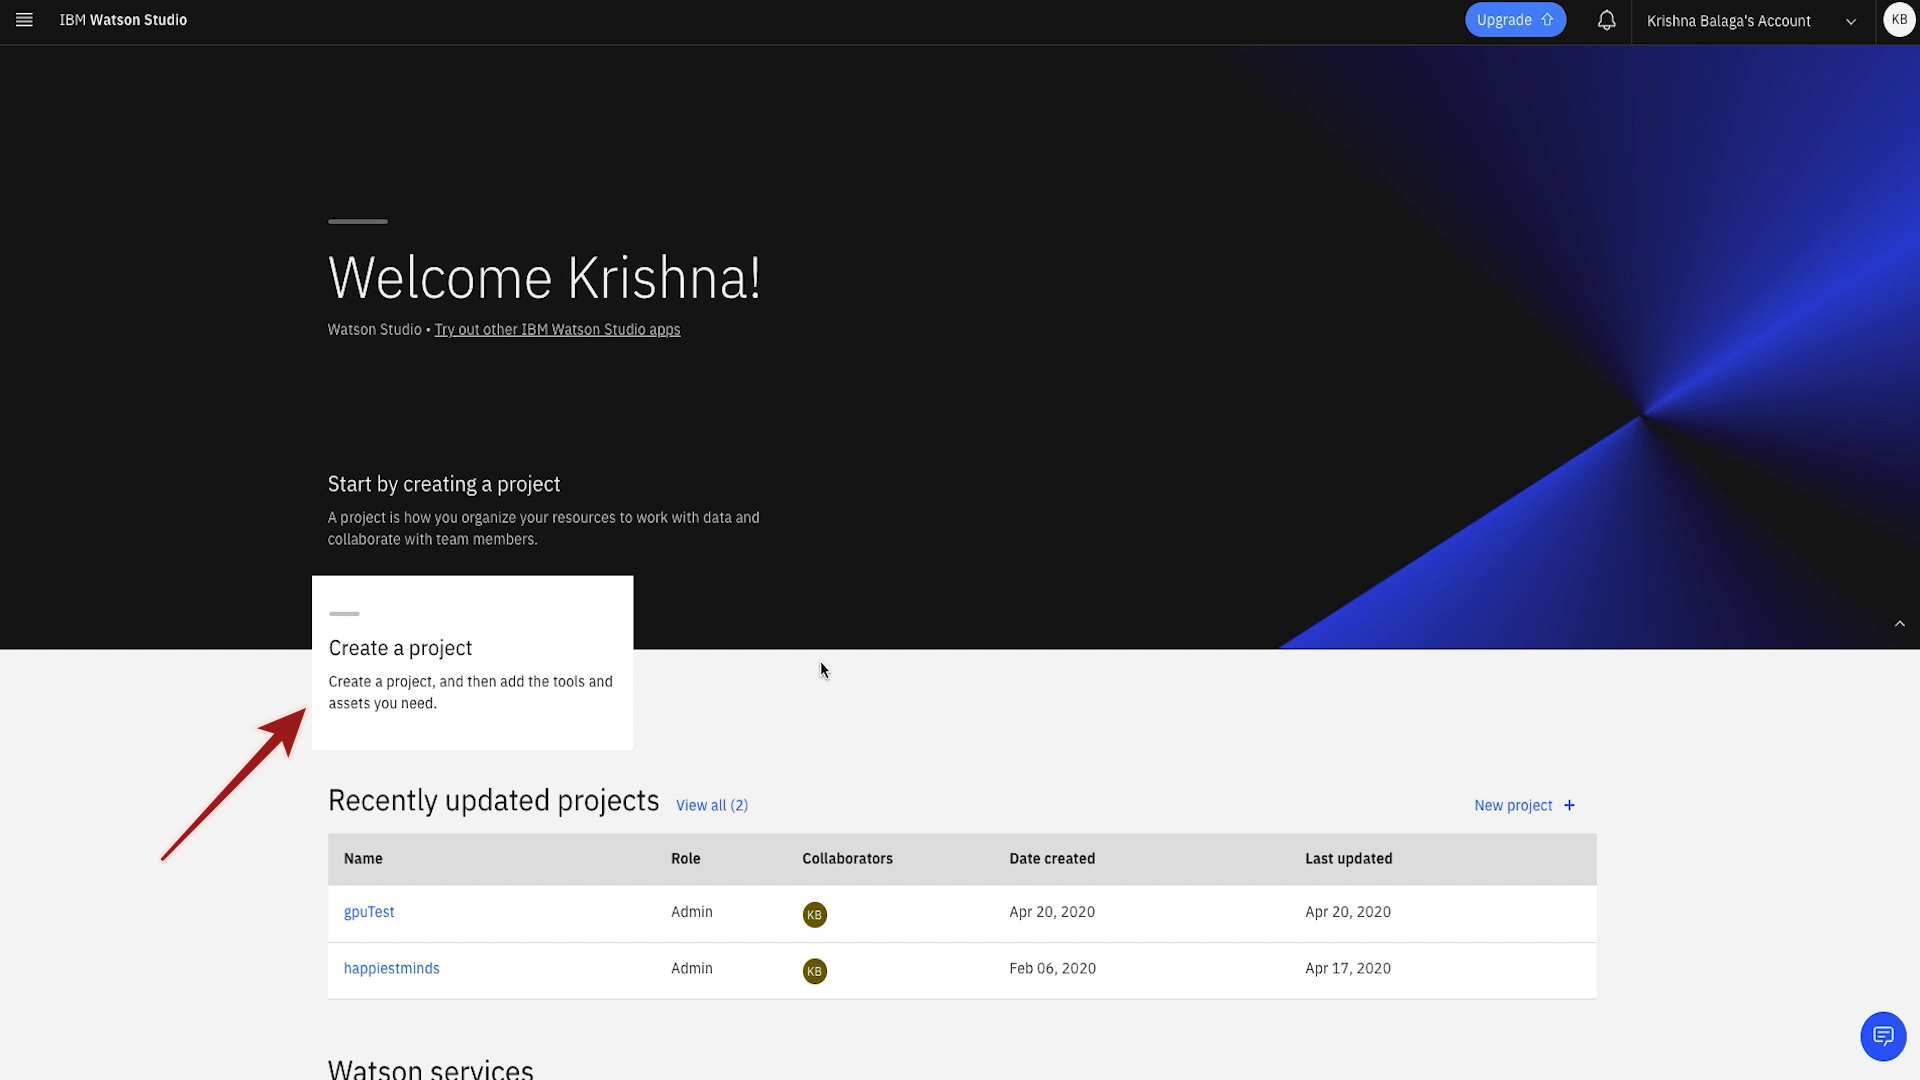 IBM Watson Studio
Upgrade
Krishna Balaga's Account
KB
Welcome Krishna!
Watson Studio • Try out other IBM Watson Studio apps
Start by creating a project
A project is how you organize your resources to work with data and
collaborate with team members.
Create a project
Create a project, and then add the tools and
assets you need.
Recently updated projects View all (2) New project +
Name Role Collaborators Date created Last updated
gpuTest Admin KB Apr 20, 2020 Apr 20, 2020
happiestminds Admin KB Feb 06, 2020 Apr 17, 2020
Watson services